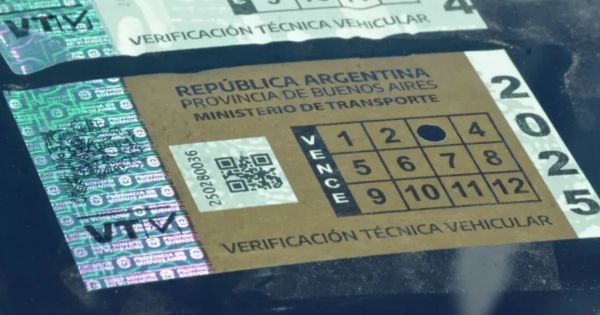 VTV
4
VERIFICACIÓN TÉCNICA VEHICULAR
REPÚBLICA ARGENTINA
PROVINCIA DE BUENOS AIRES
MINISTERIO DE TRANSPORTE
250280036
VENCE
1 2 4
5 6 7 8
9 10 11 12
2025
VTV
VERIFICACIÓN TÉCNICA VEHICULAR